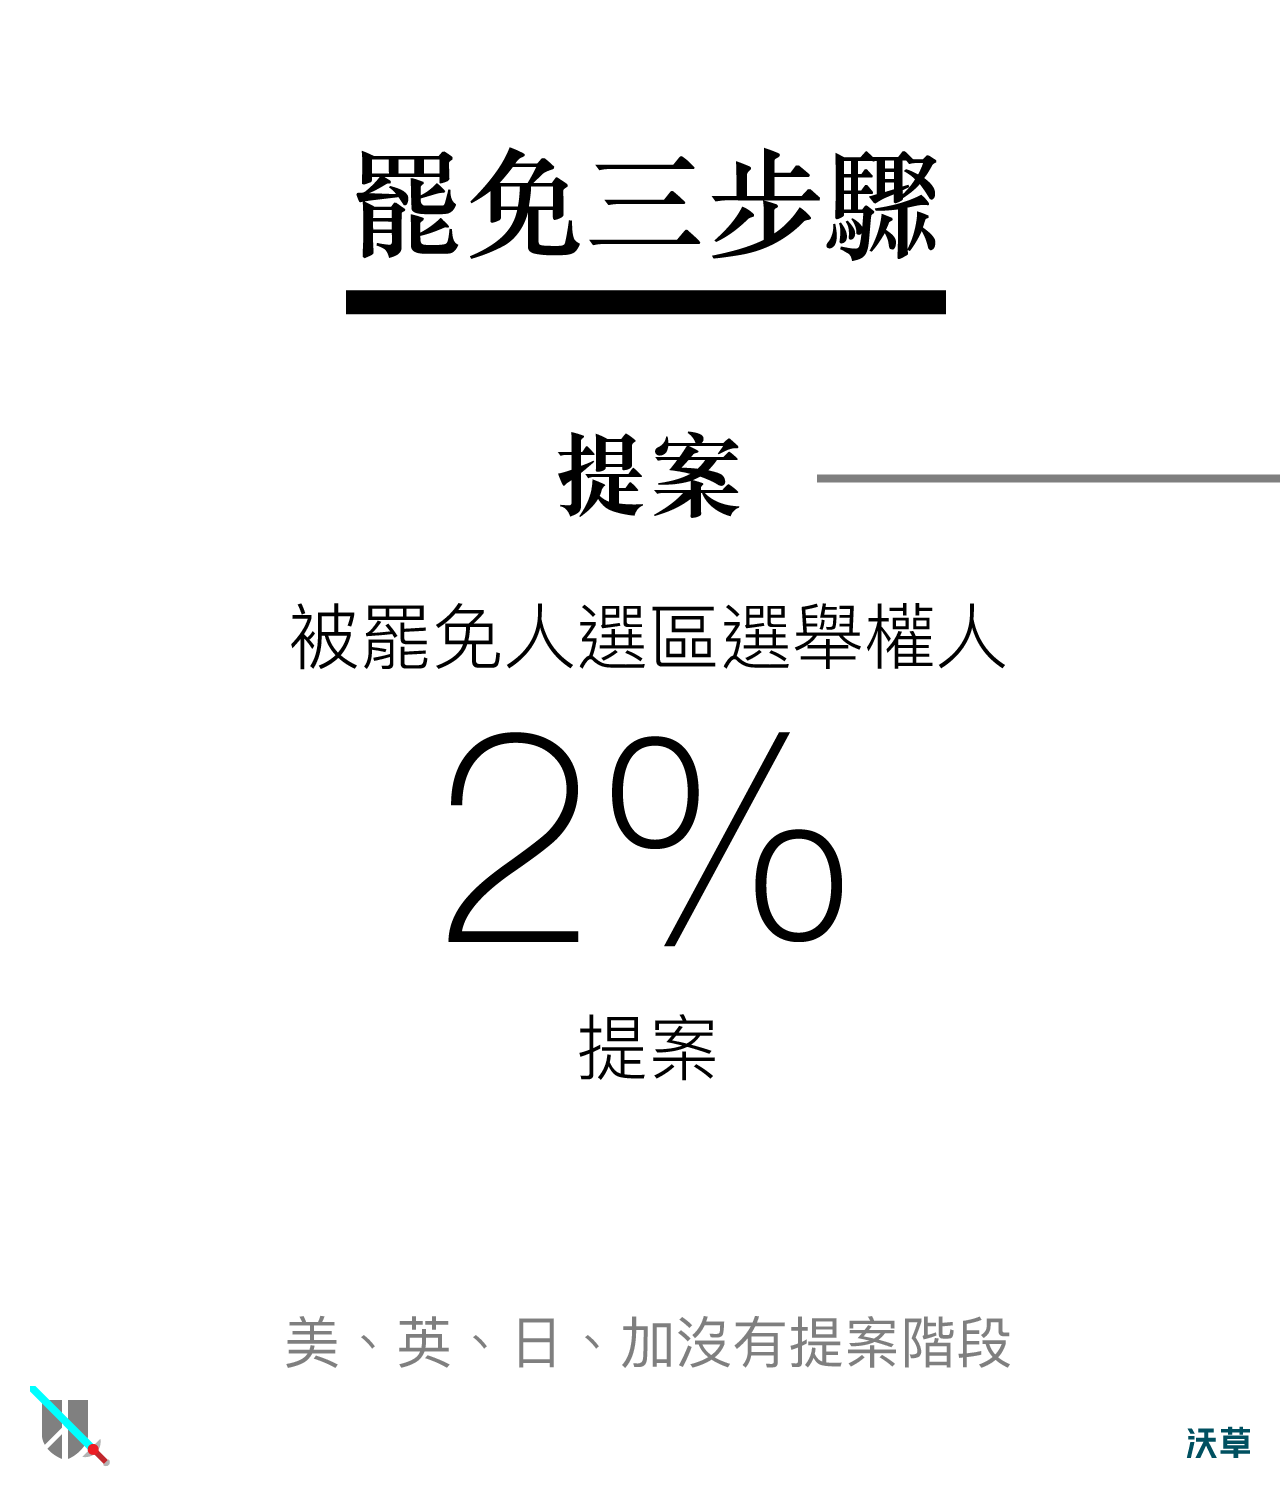 罷免三步驟
提案
被罷免人選區選舉權人
2%
提案
美、英、日、加沒有提案階段
沃草